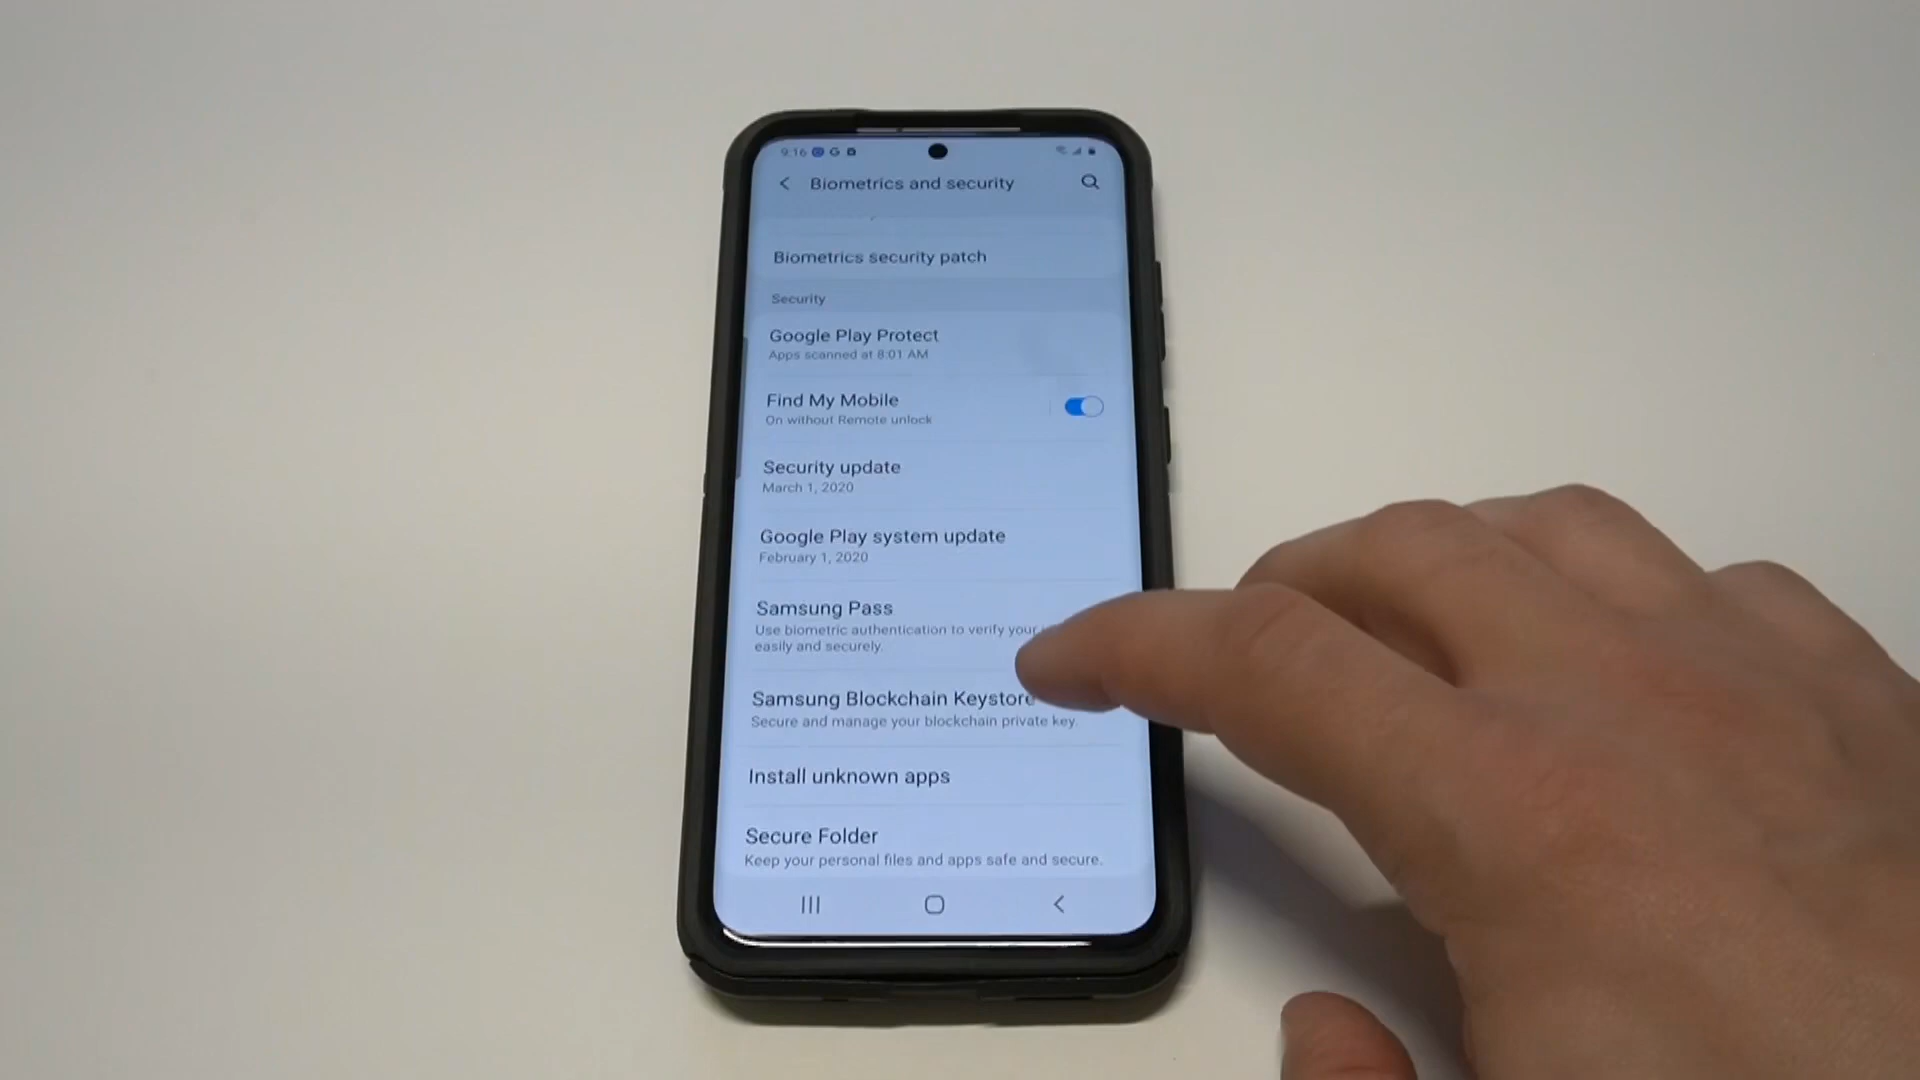 9:16
Biometrics and security
Biometrics security patch
Security
Google Play Protect
Apps scanned at 8:01 AM
Find My Mobile
On without Remote unlock
Security update
March 1, 2020
Google Play system update
February 1, 2020
Samsung Pass
Use biometric authentication to verify your
easily and securely.
Samsung Blockchain Keystore
Secure and manage your blockchain private key.
Install unknown apps
Secure Folder
Keep your personal files and apps safe and secure.